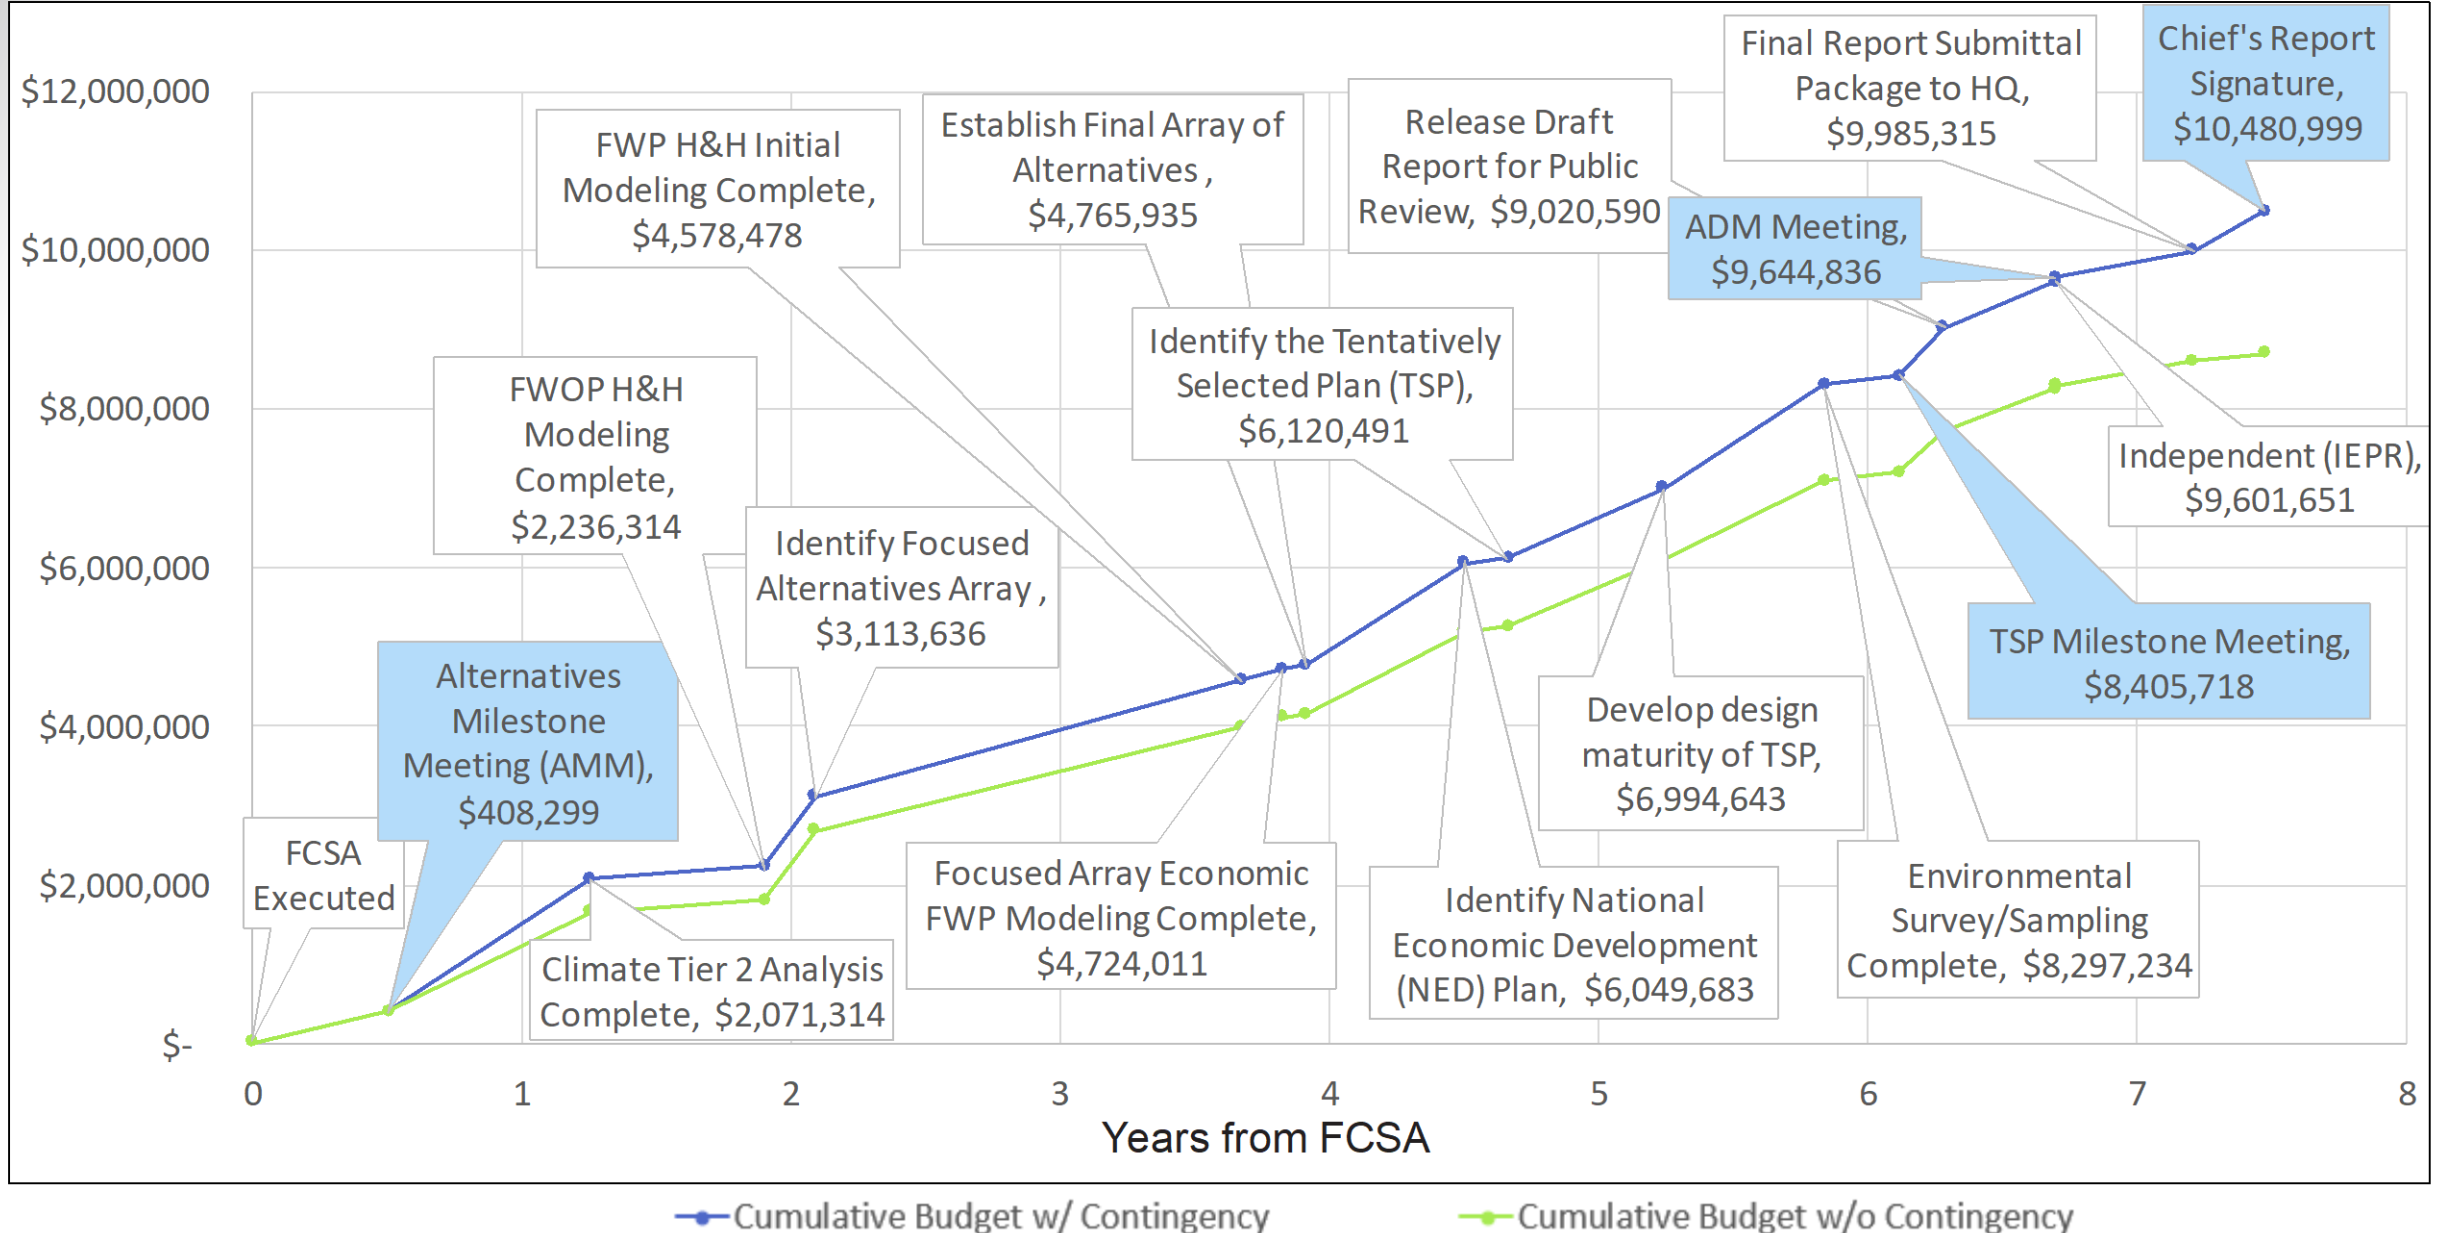 $12,000,000
$10,000,000
$8,000,000
$6,000,000
$4,000,000
$2,000,000
$-
FCSA
Executed
Alternatives
Milestone
Meeting (AMM),
$408,299
Climate Tier 2 Analysis
Complete, $2,071,314
FWOP H&H
Modeling
Complete,
$2,236,314
Identify Focused
Alternatives Array ,
$3,113,636
FWP H&H Initial
Modeling Complete,
$4,578,478
Focused Array Economic
FWP Modeling Complete,
$4,724,011
Establish Final Array of
Alternatives ,
$4,765,935
Identify National
Economic Development
(NED) Plan, $6,049,683
Identify the Tentatively
Selected Plan (TSP),
$6,120,491
Develop design
maturity of TSP,
$6,994,643
Environmental
Survey/Sampling
Complete, $8,297,234
TSP Milestone Meeting,
$8,405,718
Release Draft
Report for Public
Review, $9,020,590
Independent (IEPR),
$9,601,651
ADM Meeting,
$9,644,836
Final Report Submittal
Package to HQ,
$9,985,315
Chief's Report
Signature,
$10,480,999
0 1 2 3 4 5 6 7 8
Years from FCSA
Cumulative Budget w/ Contingency
Cumulative Budget w/o Contingency